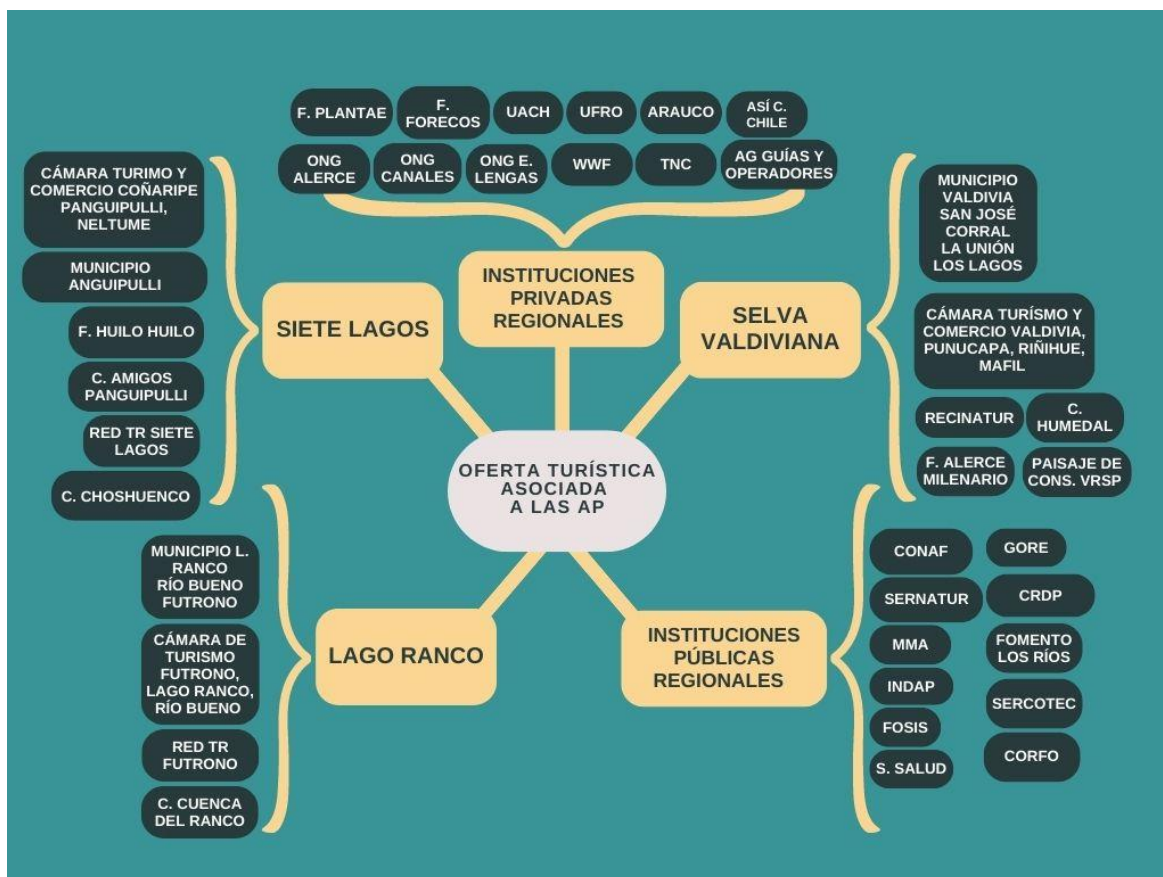 F. PLANTAE
F.
FORECOS
UACH
UFRO
ARAUCO
ASÍ C.
CHILE
ONG
ALERCE
ONG
CANALES
ONG E.
LENGAS
WWF
TNC
AG GUÍAS Y
OPERADORES
INSTITUCIONES
PRIVADAS
REGIONALES
CÁMARA TURIMO Y
COMERCIO COÑARIPE
PANGUIPULLI,
NELTUME
MUNICIPIO
ANGUIPULLI
F. HUILO HUILO
C. AMIGOS
PANGUIPULLI
RED TR SIETE
LAGOS
C. CHOSHUENCO
SIETE LAGOS
SELVA
VALDIVIANA
MUNICIPIO
VALDIVIA
SAN JOSÉ
CORRAL
LA UNIÓN
LOS LAGOS
CÁMARA TURÍSMO Y
COMERCIO VALDIVIA,
PUNUCAPA, RIÑIHUE,
MAFIL
RECINATUR
C.
HUMEDAL
F. ALERCE
MILENARIO
PAISAJE DE
CONS. VRSP
OFERTA TURÍSTICA
ASOCIADA
A LAS AP
MUNICIPIO L.
RANCO
RÍO BUENO
FUTRONO
CÁMARA DE
TURISMO
FUTRONO,
LAGO RANCO,
RÍO BUENO
RED TR
FUTRONO
C. CUENCA
DEL RANCO
LAGO RANCO
INSTITUCIONES
PÚBLICAS
REGIONALES
CONAF
GORE
SERNATUR
CRDP
MMA
FOMENTO
LOS RÍOS
INDAP
SERCOTEC
FOSIS
S. SALUD
CORFO